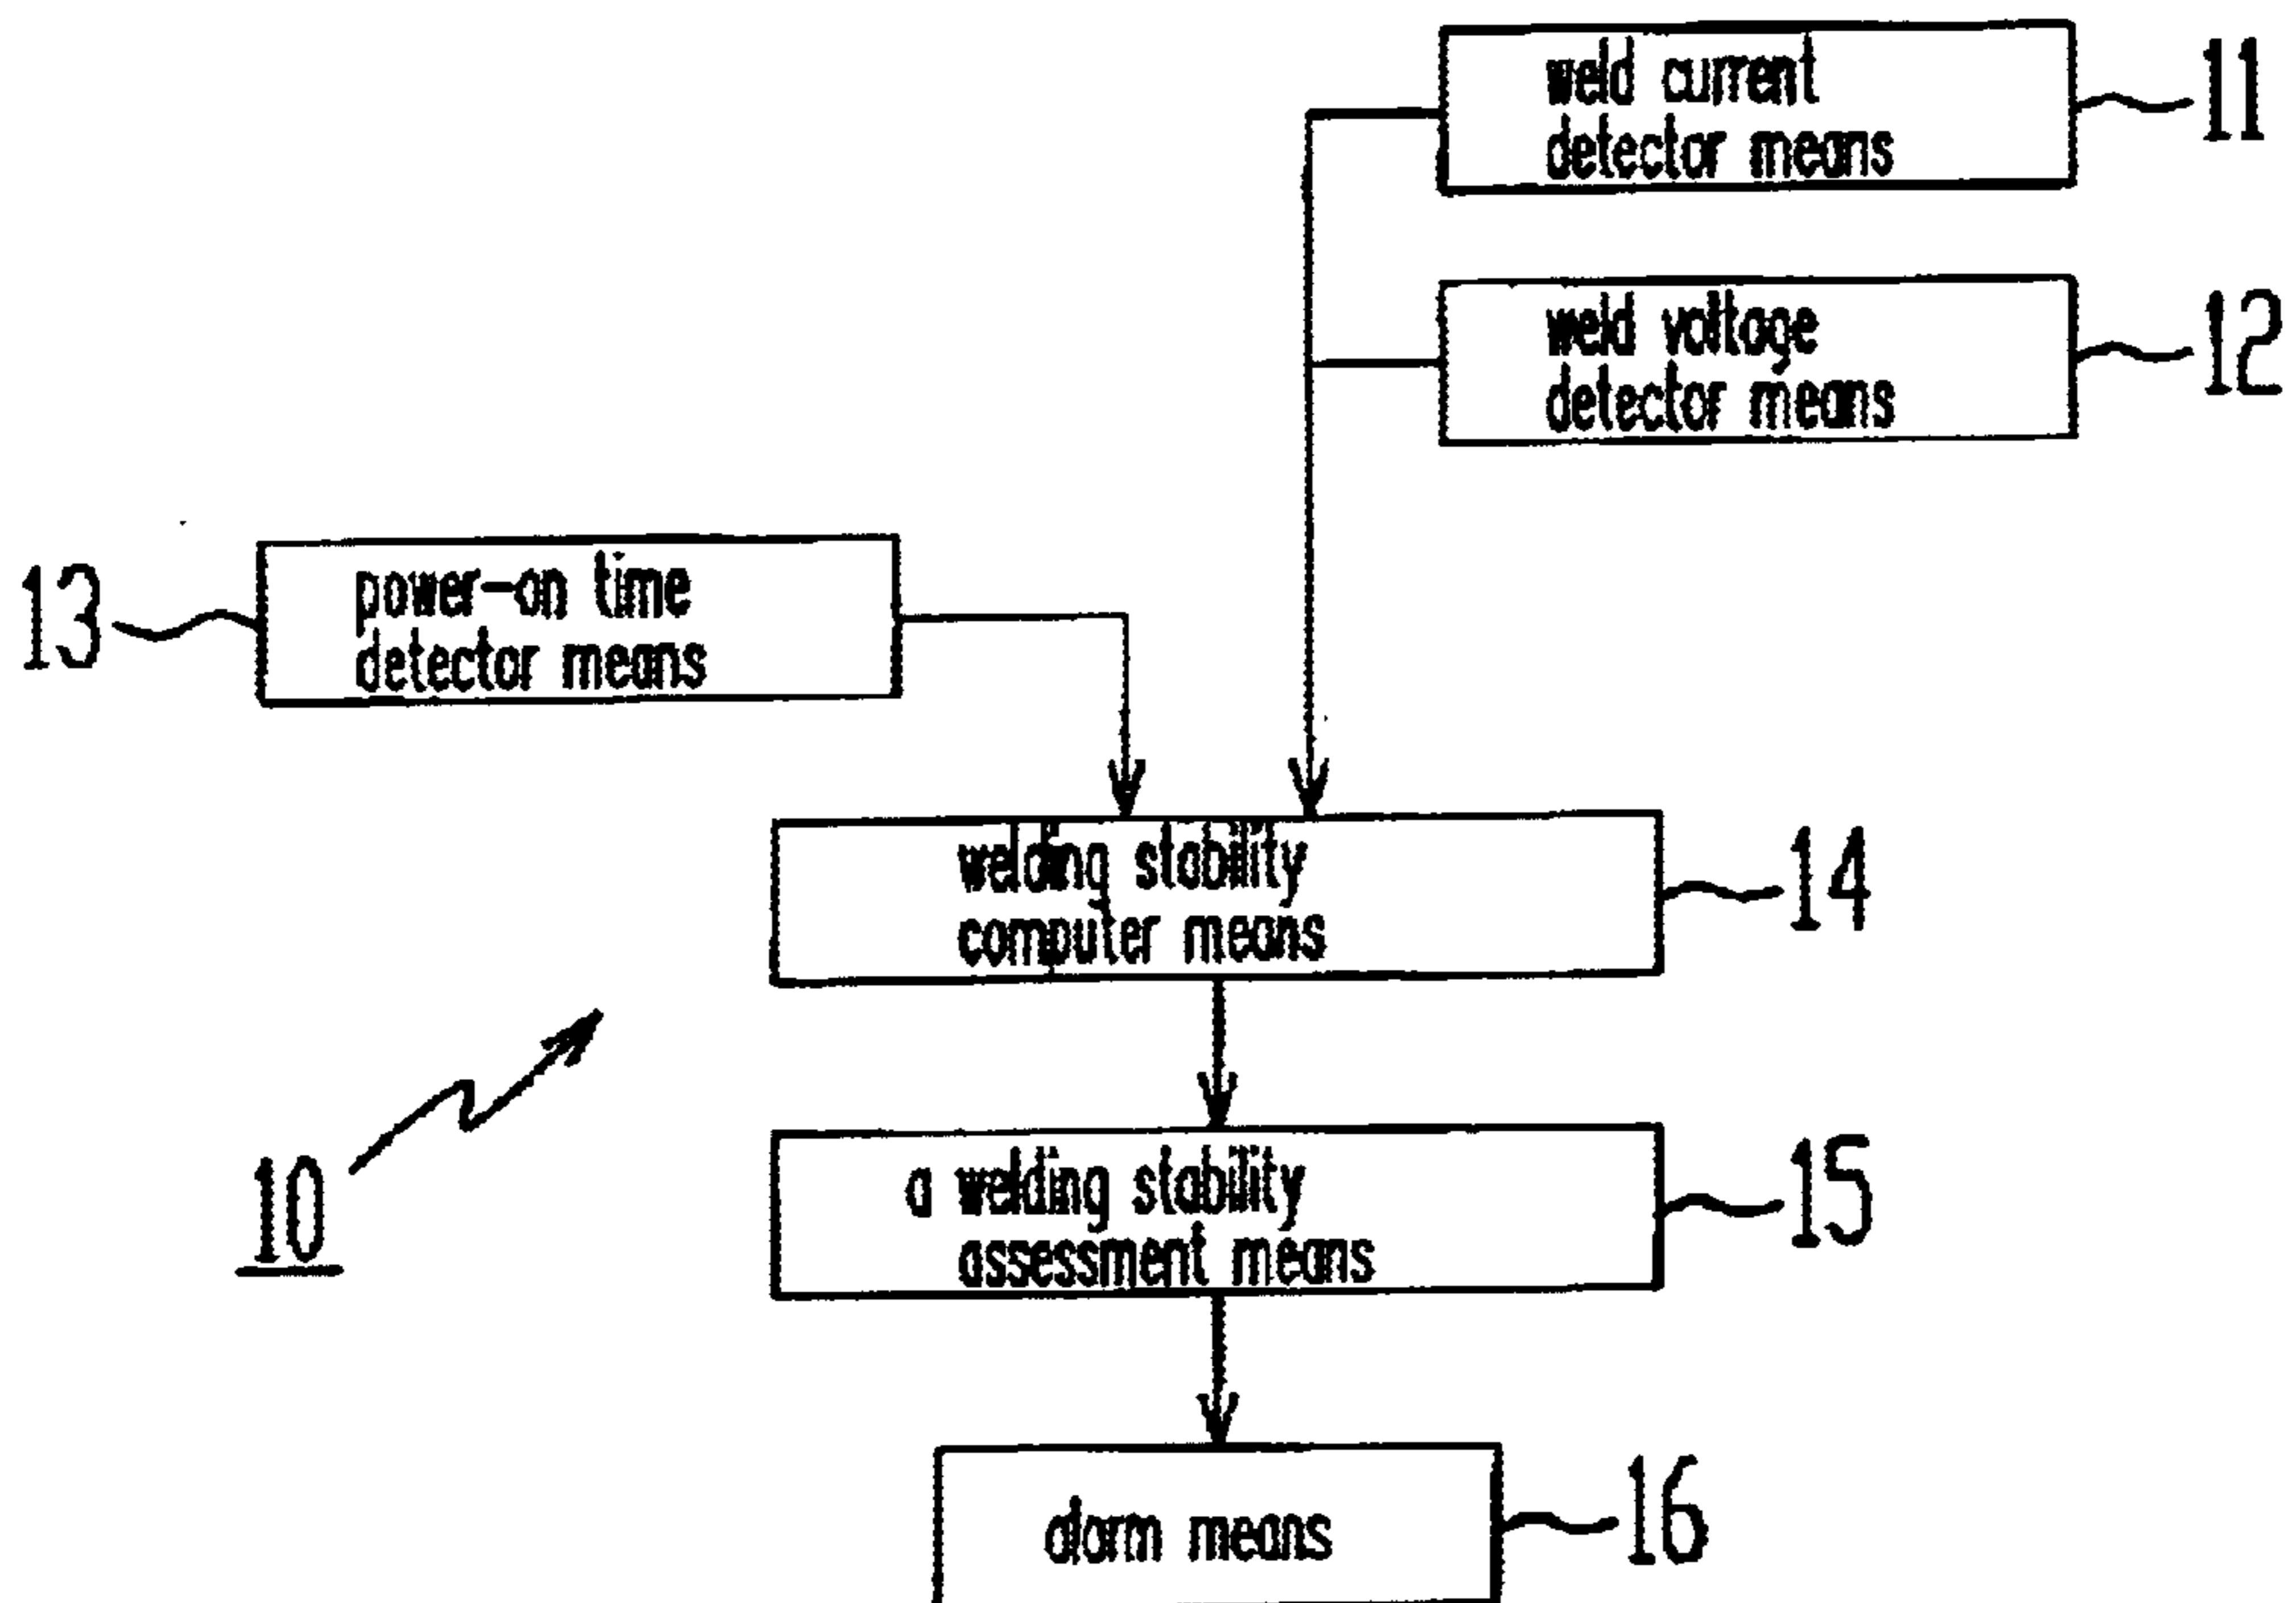 weld current
detector means
11
weld voltage
detector means
12
13
power-on time
detector means
welding stability
computer means
14
10
a welding stability
assessment means
15
alarm means
16